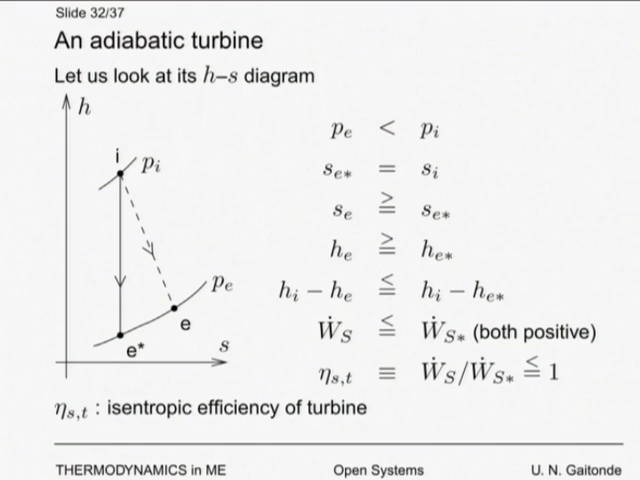 Slide 32/37
An adiabatic turbine
Let us look at its h–s diagram
h
i
p_i
p_e
e
e*
s
p_e < p_i
s_{e*} = s_i
s_e ≧ s_{e*}
h_e ≧ h_{e*}
h_i − h_e ≦ h_i − h_{e*}
Ẇ_S ≦ Ẇ_{S*} (both positive)
η_{s,t} ≡ Ẇ_S/Ẇ_{S*} ≦ 1
η_{s,t} : isentropic efficiency of turbine
THERMODYNAMICS in ME Open Systems U. N. Gaitonde